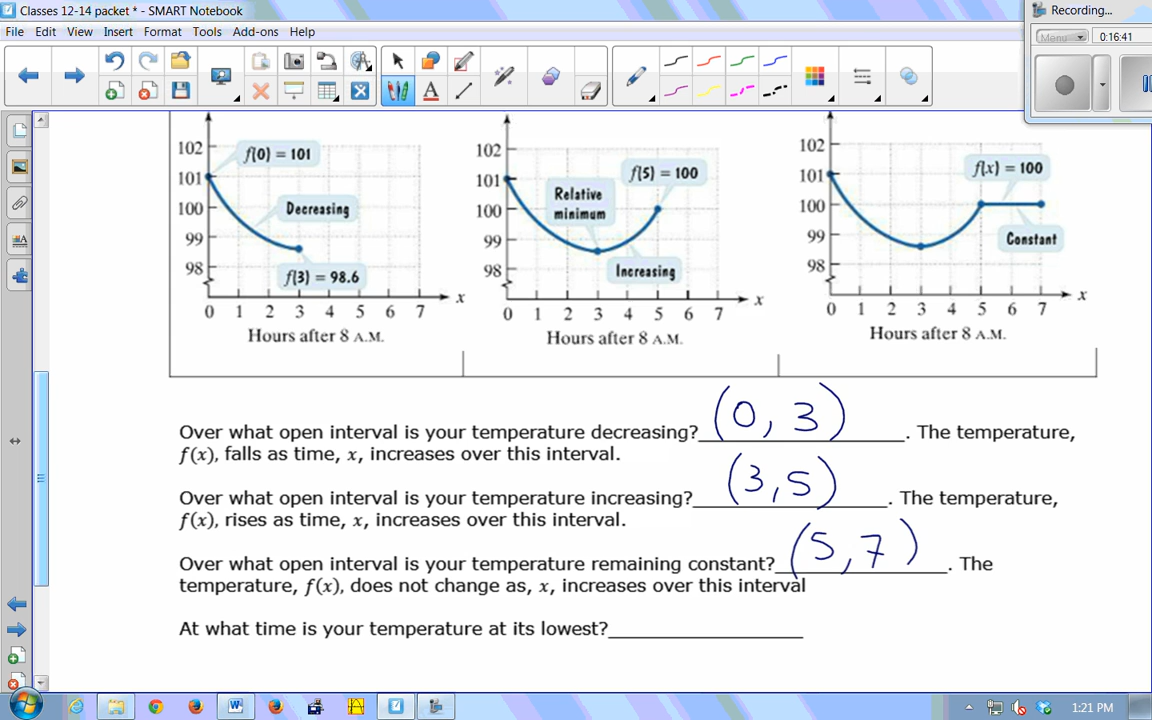 Classes 12-14 packet * - SMART Notebook
Recording...
File Edit View Insert Format Tools Add-ons Help
Menu
0:16:41
102
101
100
99
98
f(0) = 101
Decreasing
f(3) = 98.6
0 1 2 3 4 5 6 7
x
Hours after 8 A.M.
102
101
100
99
98
f(5) = 100
Relative
minimum
Increasing
0 1 2 3 4 5 6 7
x
Hours after 8 A.M.
102
101
100
99
98
f(x) = 100
Constant
0 1 2 3 4 5 6 7
x
Hours after 8 A.M.
Over what open interval is your temperature decreasing? (0, 3). The temperature,
f(x), falls as time, x, increases over this interval.
Over what open interval is your temperature increasing? (3,5). The temperature,
f(x), rises as time, x, increases over this interval.
Over what open interval is your temperature remaining constant? (5,7). The
temperature, f(x), does not change as, x, increases over this interval
At what time is your temperature at its lowest?
1:21 PM